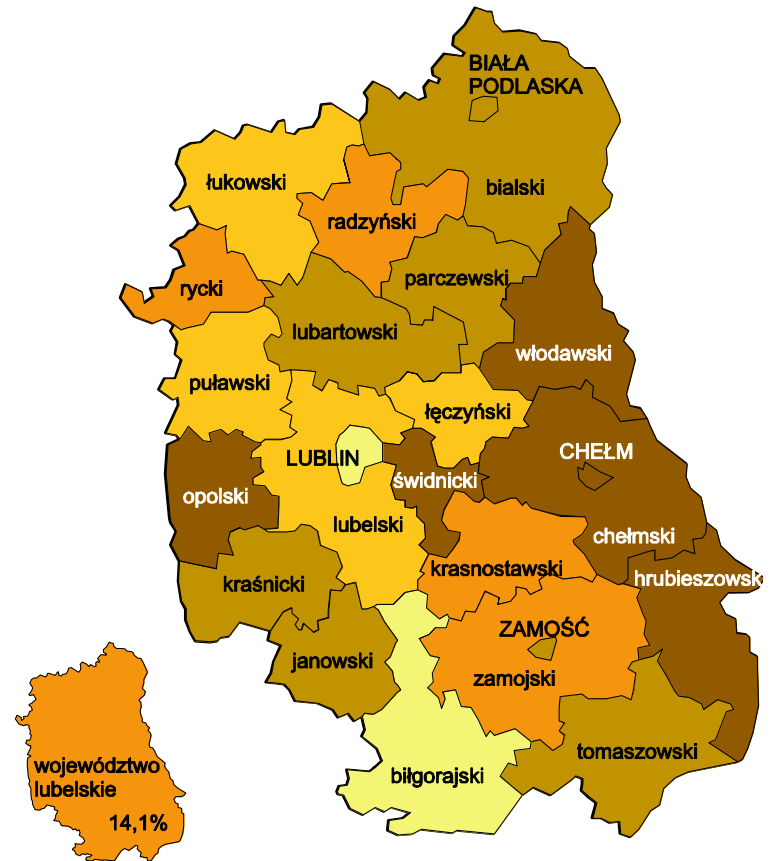 BIAŁA
PODLASKA
łukowski
bialski
radzyński
rycki
parczewski
lubartowski
włodawski
puławski
łęczyński
LUBLIN
CHEŁM
świdnicki
opolski
lubelski
chełmski
krasnostawski
hrubieszowsk
kraśnicki
ZAMOŚĆ
janowski
zamojski
tomaszowski
biłgorajski
województwo
lubelskie
14,1%